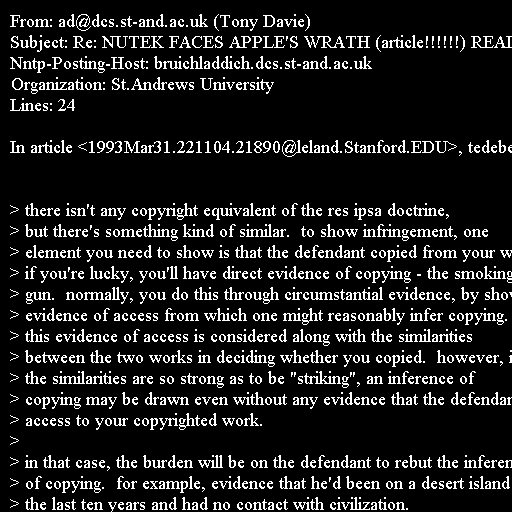 From: ad@dcs.st-and.ac.uk (Tony Davie)
Subject: Re: NUTEK FACES APPLE'S WRATH (article!!!!!!) READ
Nntp-Posting-Host: bruichladdich.dcs.st-and.ac.uk
Organization: St.Andrews University
Lines: 24
In article <1993Mar31.221104.21890@leland.Stanford.EDU>, tedebe
> there isn't any copyright equivalent of the res ipsa doctrine,
> but there's something kind of similar.  to show infringement, one
> element you need to show is that the defendant copied from your w
> if you're lucky, you'll have direct evidence of copying - the smoking
> gun.  normally, you do this through circumstantial evidence, by show
> evidence of access from which one might reasonably infer copying.
> this evidence of access is considered along with the similarities
> between the two works in deciding whether you copied.  however, i
> the similarities are so strong as to be "striking", an inference of
> copying may be drawn even without any evidence that the defendan
> access to your copyrighted work.
>
> in that case, the burden will be on the defendant to rebut the inferen
> of copying.  for example, evidence that he'd been on a desert island
> the last ten years and had no contact with civilization.